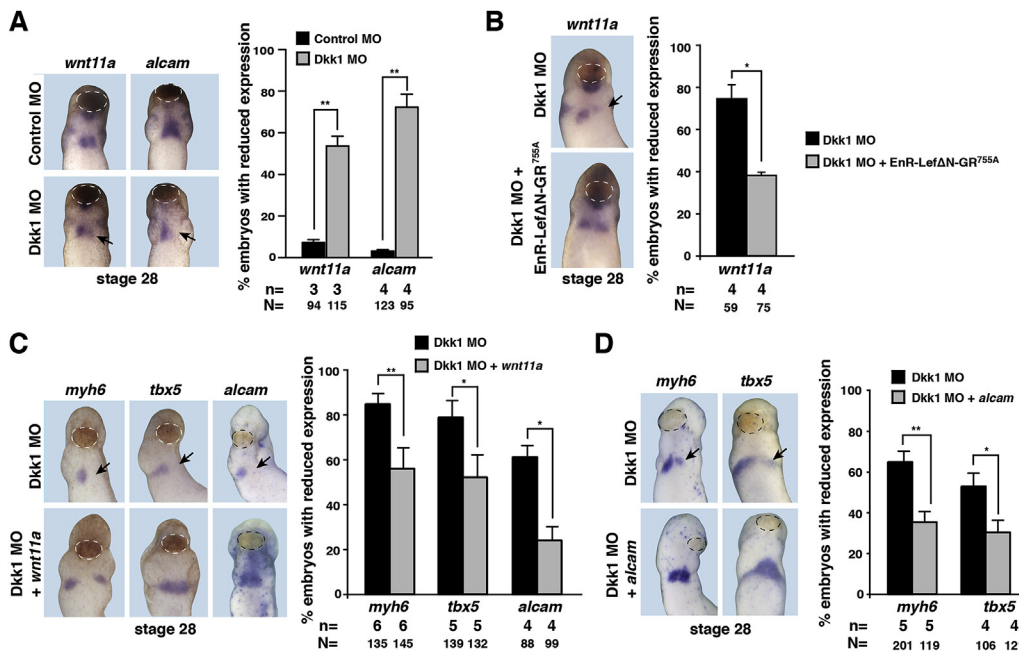 A
wnt11a alcam
Control MO
Dkk1 MO
stage 28
% embryos with reduced expression
Control MO
Dkk1 MO
100
80
60
40
20
0
** **
wnt11a alcam
n= 3 3 4 4
N= 94 115 123 95
B
wnt11a
Dkk1 MO
Dkk1 MO +
EnR-LefΔN-GR755A
stage 28
% embryos with reduced expression
100
80
60
40
20
0
*
Dkk1 MO
Dkk1 MO + EnR-LefΔN-GR755A
wnt11a
n= 4 4
N= 59 75
C
myh6 tbx5 alcam
Dkk1 MO
Dkk1 MO
+ wnt11a
stage 28
% embryos with reduced expression
Dkk1 MO
Dkk1 MO + wnt11a
100
80
60
40
20
0
** * *
myh6 tbx5 alcam
n= 6 6 5 5 4 4
N= 135 145 139 132 88 99
D
myh6 tbx5
Dkk1 MO
Dkk1 MO
+ alcam
stage 28
% embryos with reduced expression
Dkk1 MO
Dkk1 MO + alcam
100
80
60
40
20
0
** *
myh6 tbx5
n= 5 5 4 4
N= 201 119 106 12